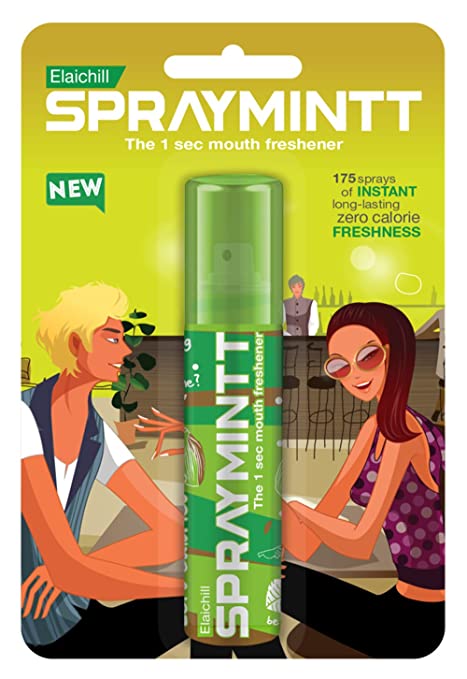 Elaichill
SPRAYMINTT
The 1 sec mouth freshener
NEW
175 sprays
of INSTANT
long-lasting
zero calorie
FRESHNESS
Elaichill
SPRAYMINTT
The 1 sec mouth freshener